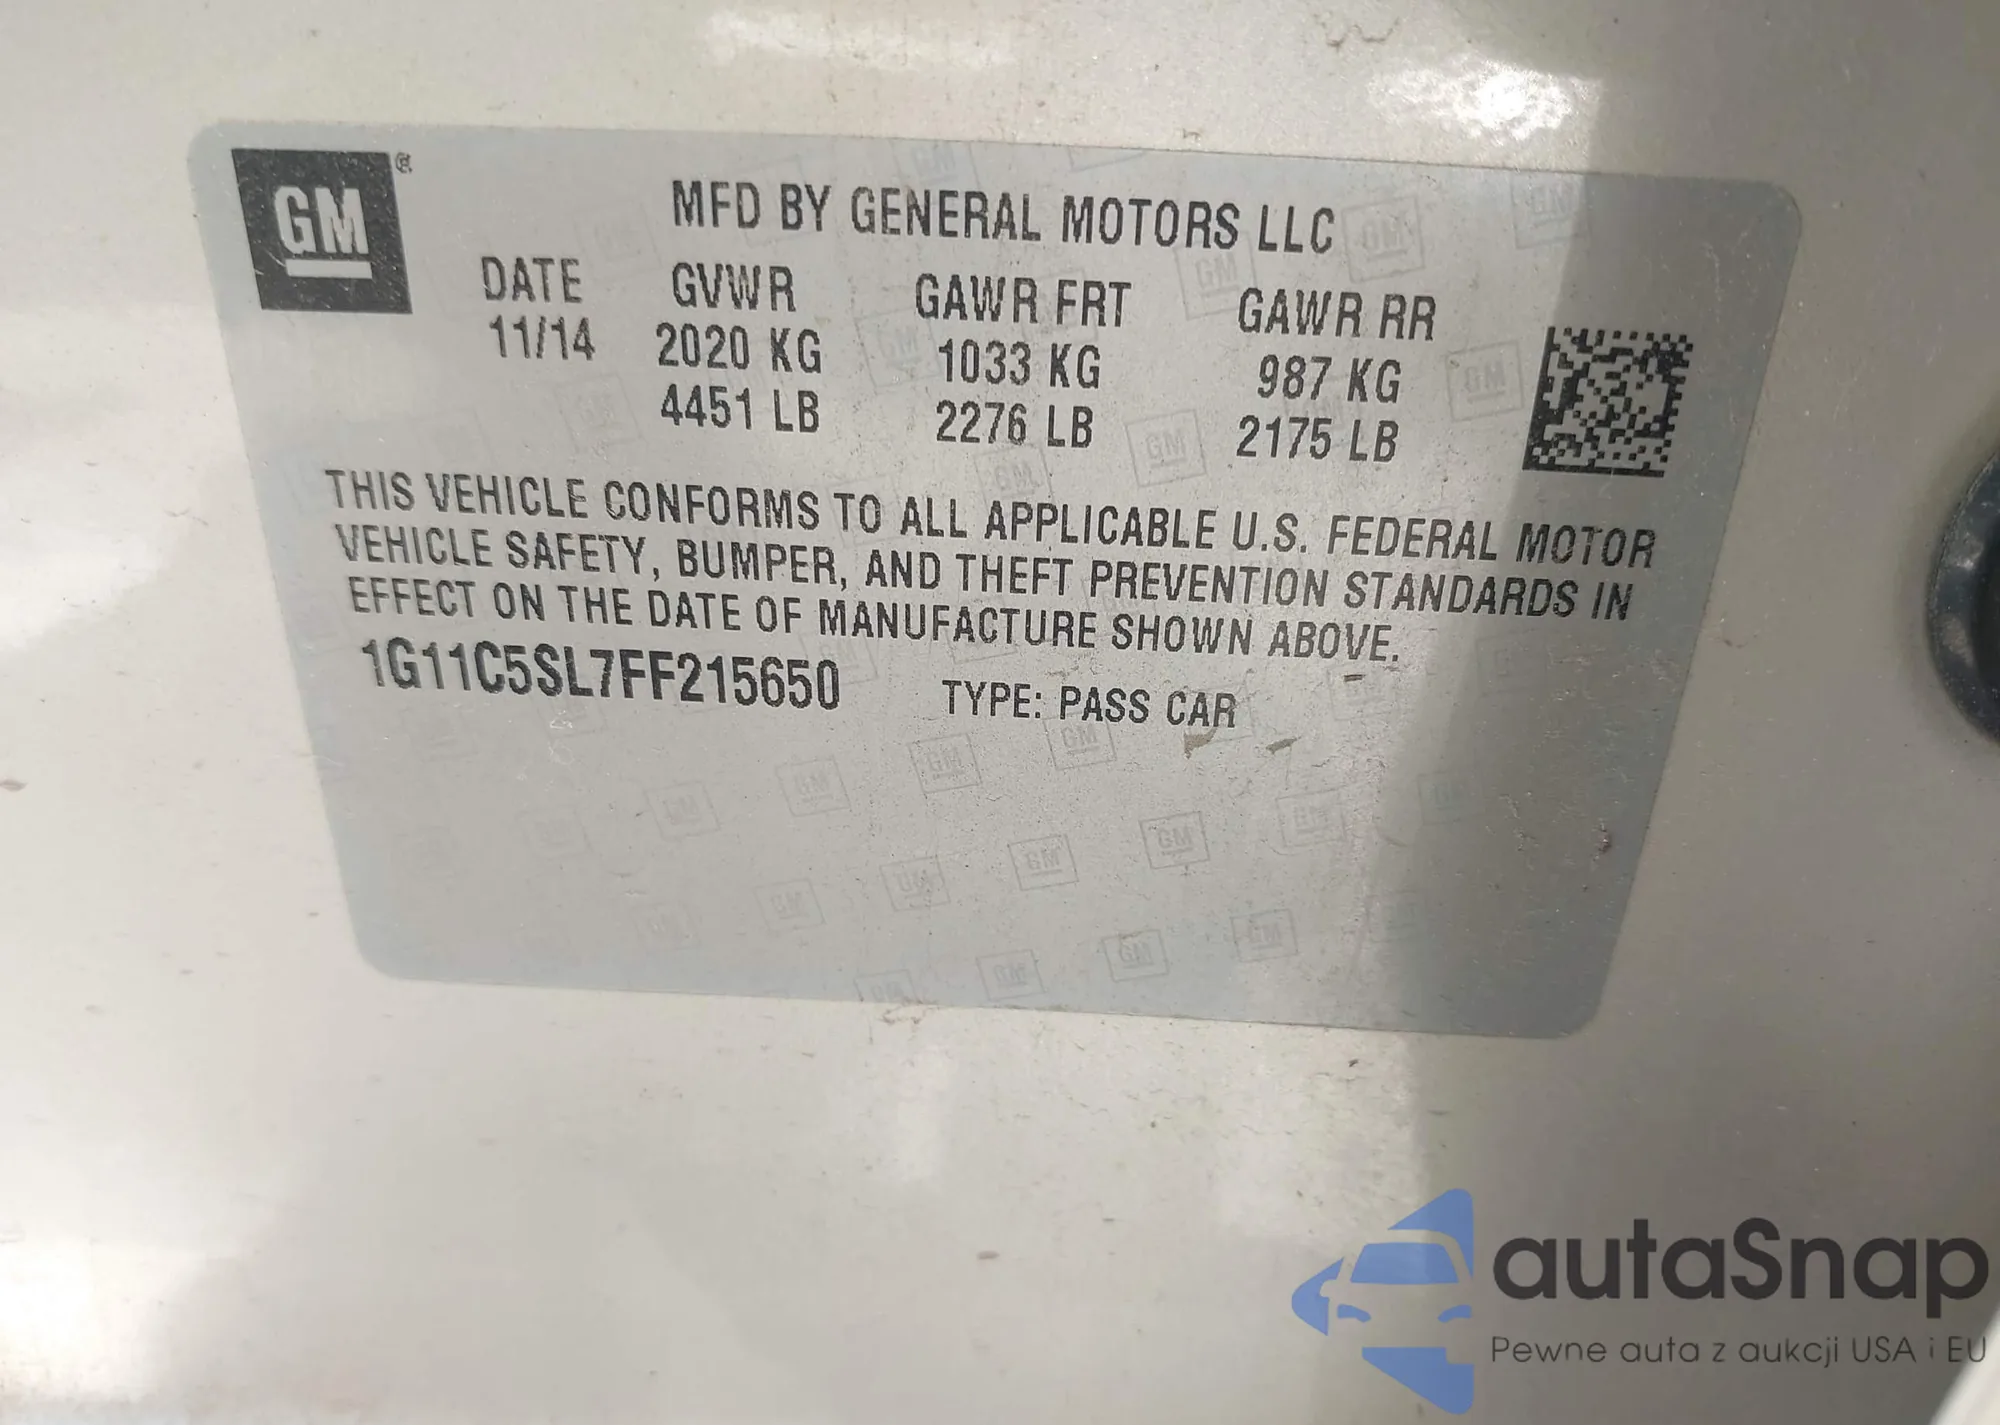 GM ®
MFD BY GENERAL MOTORS LLC
DATE GVWR GAWR FRT GAWR RR
11/14 2020 KG 1033 KG 987 KG
4451 LB 2276 LB 2175 LB
THIS VEHICLE CONFORMS TO ALL APPLICABLE U.S. FEDERAL MOTOR
VEHICLE SAFETY, BUMPER, AND THEFT PREVENTION STANDARDS IN
EFFECT ON THE DATE OF MANUFACTURE SHOWN ABOVE.
1G11C5SL7FF215650 TYPE: PASS CAR
autaSnap
Pewne auta z aukcji USA i EU